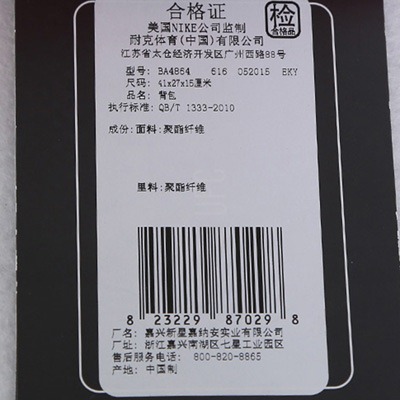 合格证
检
合格品
美国NIKE公司监制
耐克体育(中国)有限公司
江苏省太仓经济开发区广州西路88号
型号: BA4864 616 052015 EKY
尺码: 41x27x15厘米
品名: 背包
执行标准: QB/T 1333-2010
成份: 面料: 聚酯纤维
里料: 聚酯纤维
8 23229 87029 8
厂名: 嘉兴新星嘉纳安实业有限公司
厂址: 浙江嘉兴南湖区七星工业园区
售后服务电话: 800-820-8865
产地: 中国制